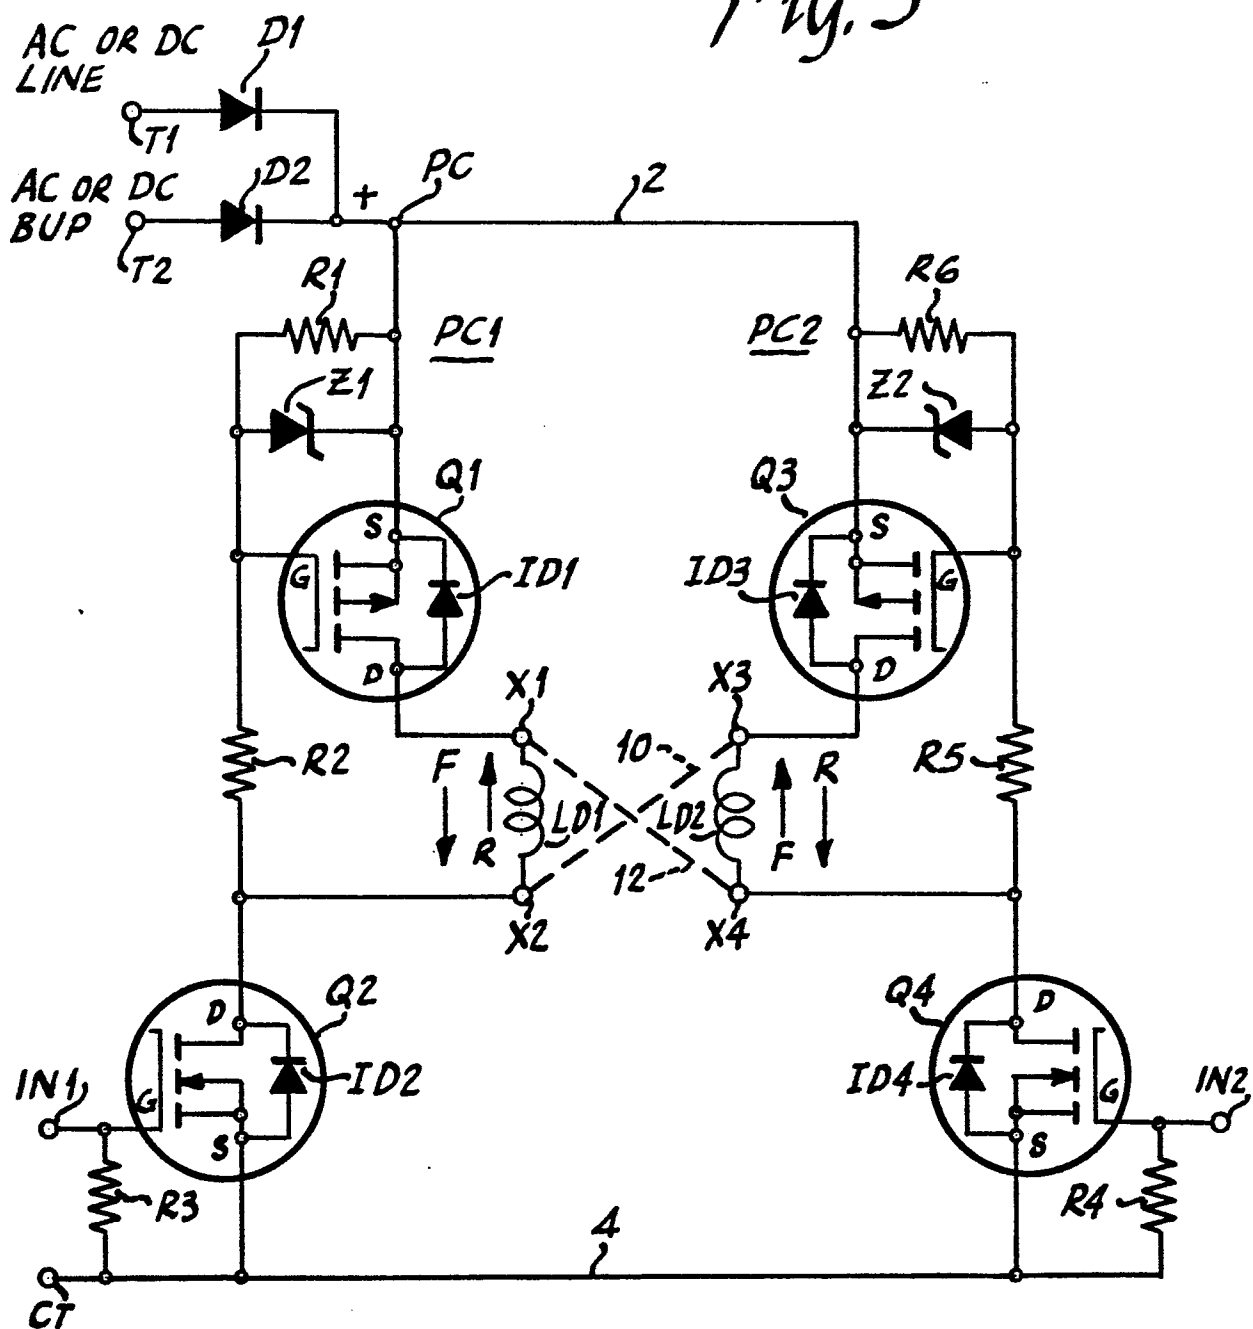 Fig. 3
AC OR DC
LINE
D1
T1
AC OR DC
BUP
D2
T2
+
PC
2
R1
R6
PC1
PC2
Z1
Z2
Q1
Q3
S
S
G
G
ID1
ID3
D
D
X1
X3
R2
F
R
LD1
10
12
LD2
F
R
R5
X2
X4
Q2
Q4
D
D
IN1
G
ID2
ID4
G
IN2
S
S
R3
R4
4
CT